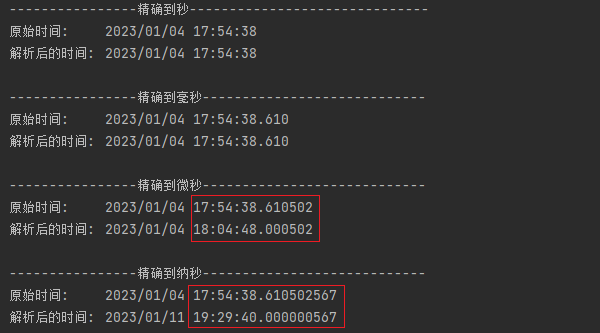 ----------------精确到秒------------------------------
原始时间:     2023/01/04 17:54:38
解析后的时间: 2023/01/04 17:54:38
----------------精确到毫秒----------------------------
原始时间:     2023/01/04 17:54:38.610
解析后的时间: 2023/01/04 17:54:38.610
----------------精确到微秒----------------------------
原始时间:     2023/01/04 17:54:38.610502
解析后的时间: 2023/01/04 18:04:48.000502
----------------精确到纳秒----------------------------
原始时间:     2023/01/04 17:54:38.610502567
解析后的时间: 2023/01/11 19:29:40.000000567